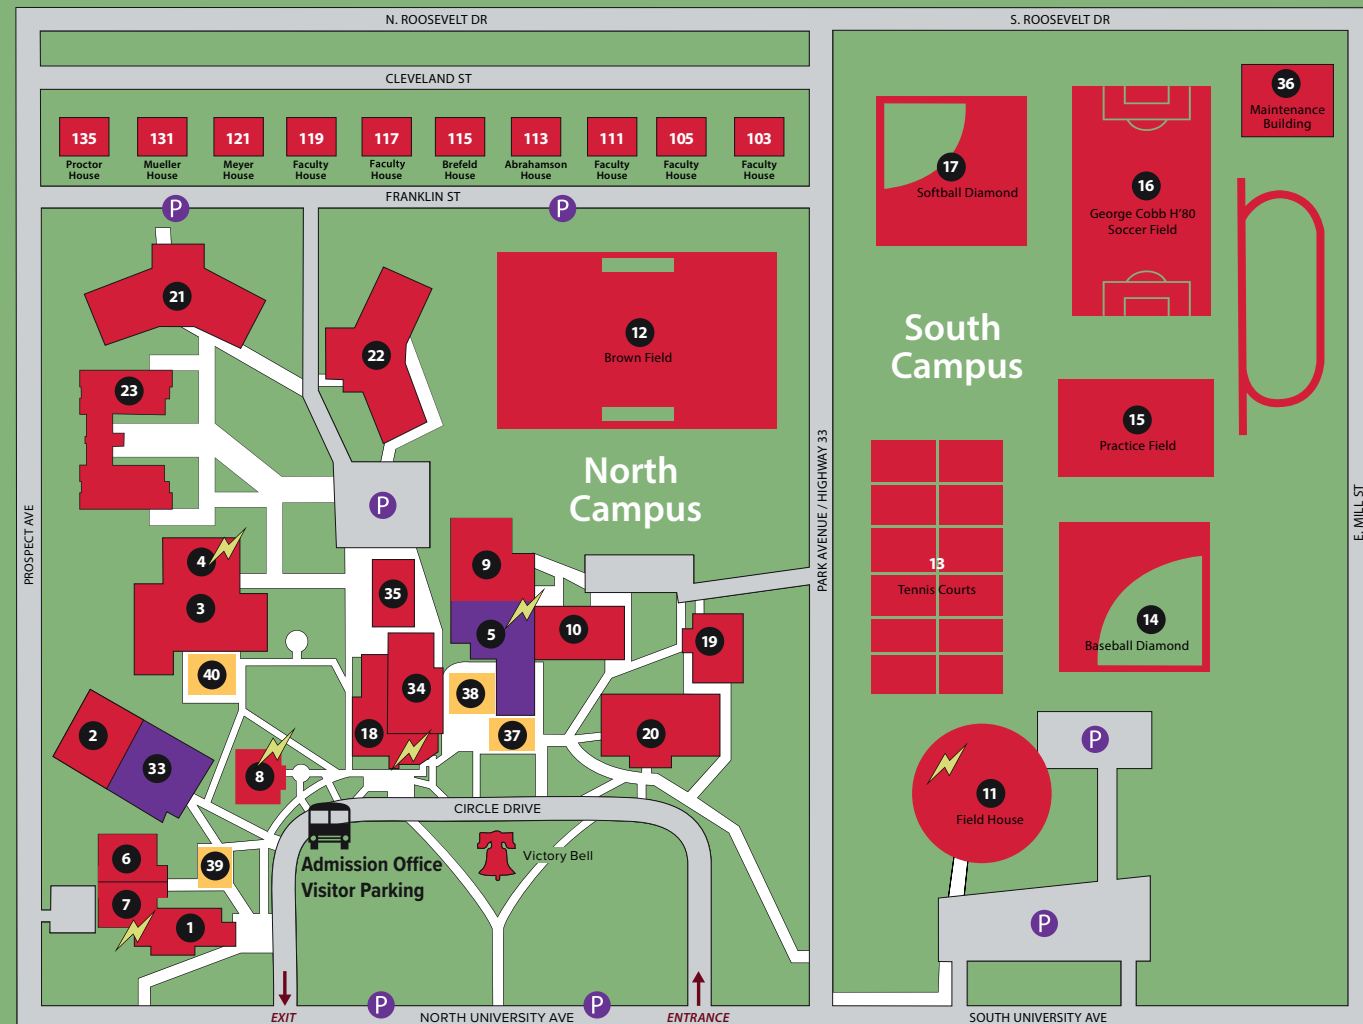 N. ROOSEVELT DR
S. ROOSEVELT DR
CLEVELAND ST
135
131
121
119
117
115
113
111
105
103
Proctor
House
Mueller
House
Meyer
House
Faculty
House
Faculty
House
Brefeld
House
Abrahamson
House
Faculty
House
Faculty
House
Faculty
House
FRANKLIN ST
P
P
36
Maintenance
Building
17
Softball Diamond
16
George Cobb H'80
Soccer Field
21
22
12
Brown Field
South
Campus
23
15
Practice Field
North
Campus
P
PROSPECT AVE
PARK AVENUE / HIGHWAY 33
E. MILL ST
4
9
13
Tennis Courts
3
35
5
10
19
14
Baseball Diamond
40
34
38
2
18
37
20
P
33
8
11
Field House
CIRCLE DRIVE
Admission Office
Visitor Parking
Victory Bell
6
39
7
1
P
P
P
EXIT
NORTH UNIVERSITY AVE
ENTRANCE
SOUTH UNIVERSITY AVE